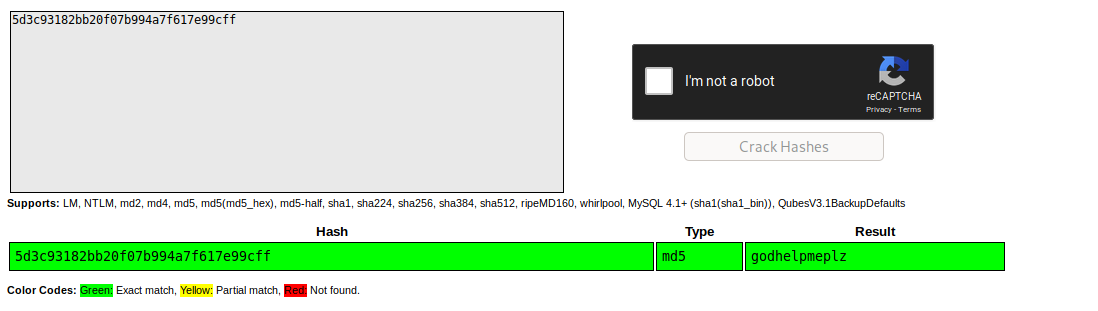 5d3c93182bb20f07b994a7f617e99cff
I'm not a robot
reCAPTCHA
Privacy - Terms
Crack Hashes
Supports: LM, NTLM, md2, md4, md5, md5(md5_hex), md5-half, sha1, sha224, sha256, sha384, sha512, ripeMD160, whirlpool, MySQL 4.1+ (sha1(sha1_bin)), QubesV3.1BackupDefaults
Hash Type Result
5d3c93182bb20f07b994a7f617e99cff md5 godhelpmeplz
Color Codes: Green: Exact match, Yellow: Partial match, Red: Not found.